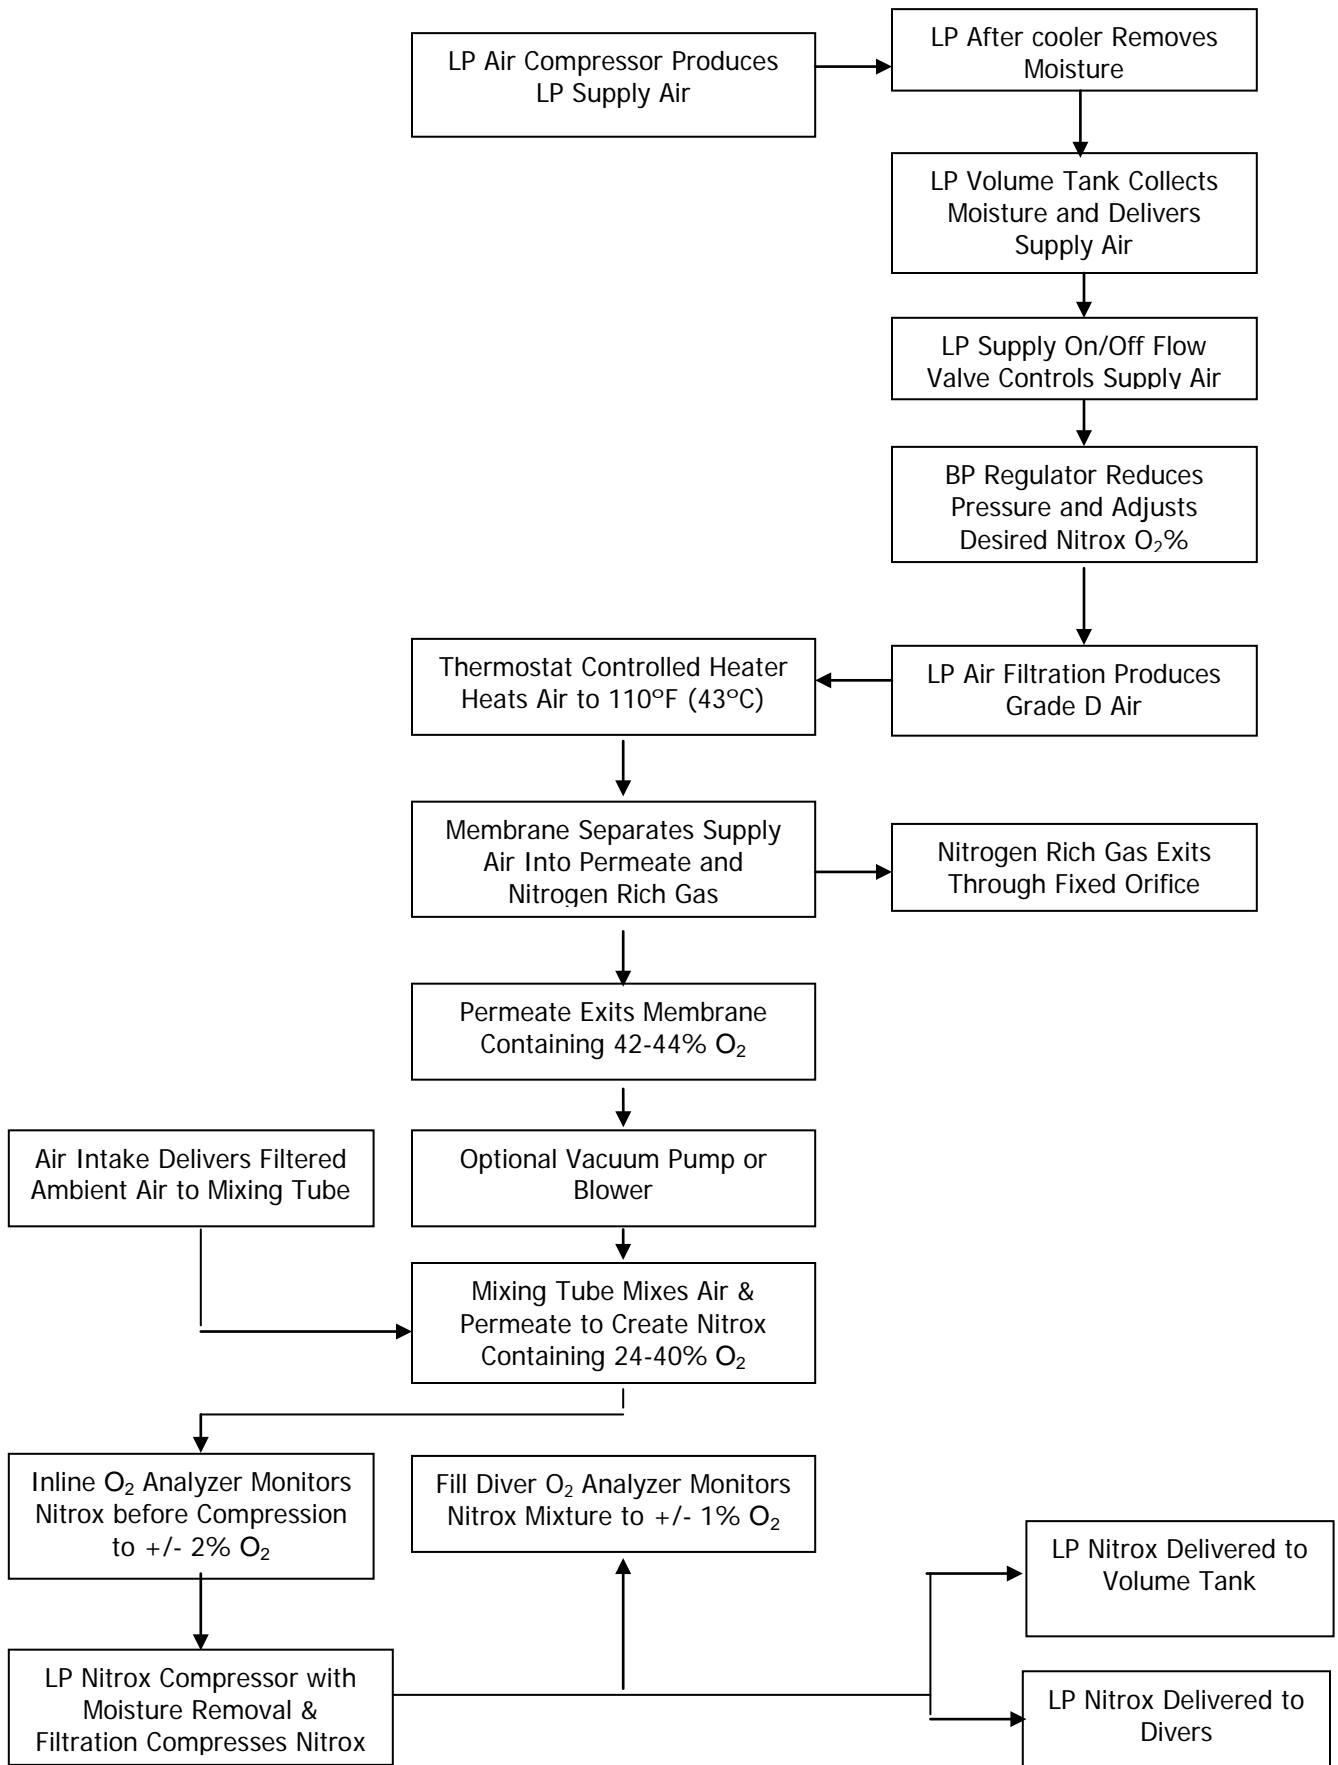 LP Air Compressor Produces
LP Supply Air
LP After cooler Removes
Moisture
LP Volume Tank Collects
Moisture and Delivers
Supply Air
LP Supply On/Off Flow
Valve Controls Supply Air
BP Regulator Reduces
Pressure and Adjusts
Desired Nitrox O₂%
LP Air Filtration Produces
Grade D Air
Thermostat Controlled Heater
Heats Air to 110ºF (43ºC)
Membrane Separates Supply
Air Into Permeate and
Nitrogen Rich Gas
Nitrogen Rich Gas Exits
Through Fixed Orifice
Permeate Exits Membrane
Containing 42-44% O₂
Optional Vacuum Pump or
Blower
Air Intake Delivers Filtered
Ambient Air to Mixing Tube
Mixing Tube Mixes Air &
Permeate to Create Nitrox
Containing 24-40% O₂
Inline O₂ Analyzer Monitors
Nitrox before Compression
to +/- 2% O₂
LP Nitrox Compressor with
Moisture Removal &
Filtration Compresses Nitrox
Fill Diver O₂ Analyzer Monitors
Nitrox Mixture to +/- 1% O₂
LP Nitrox Delivered to
Volume Tank
LP Nitrox Delivered to
Divers